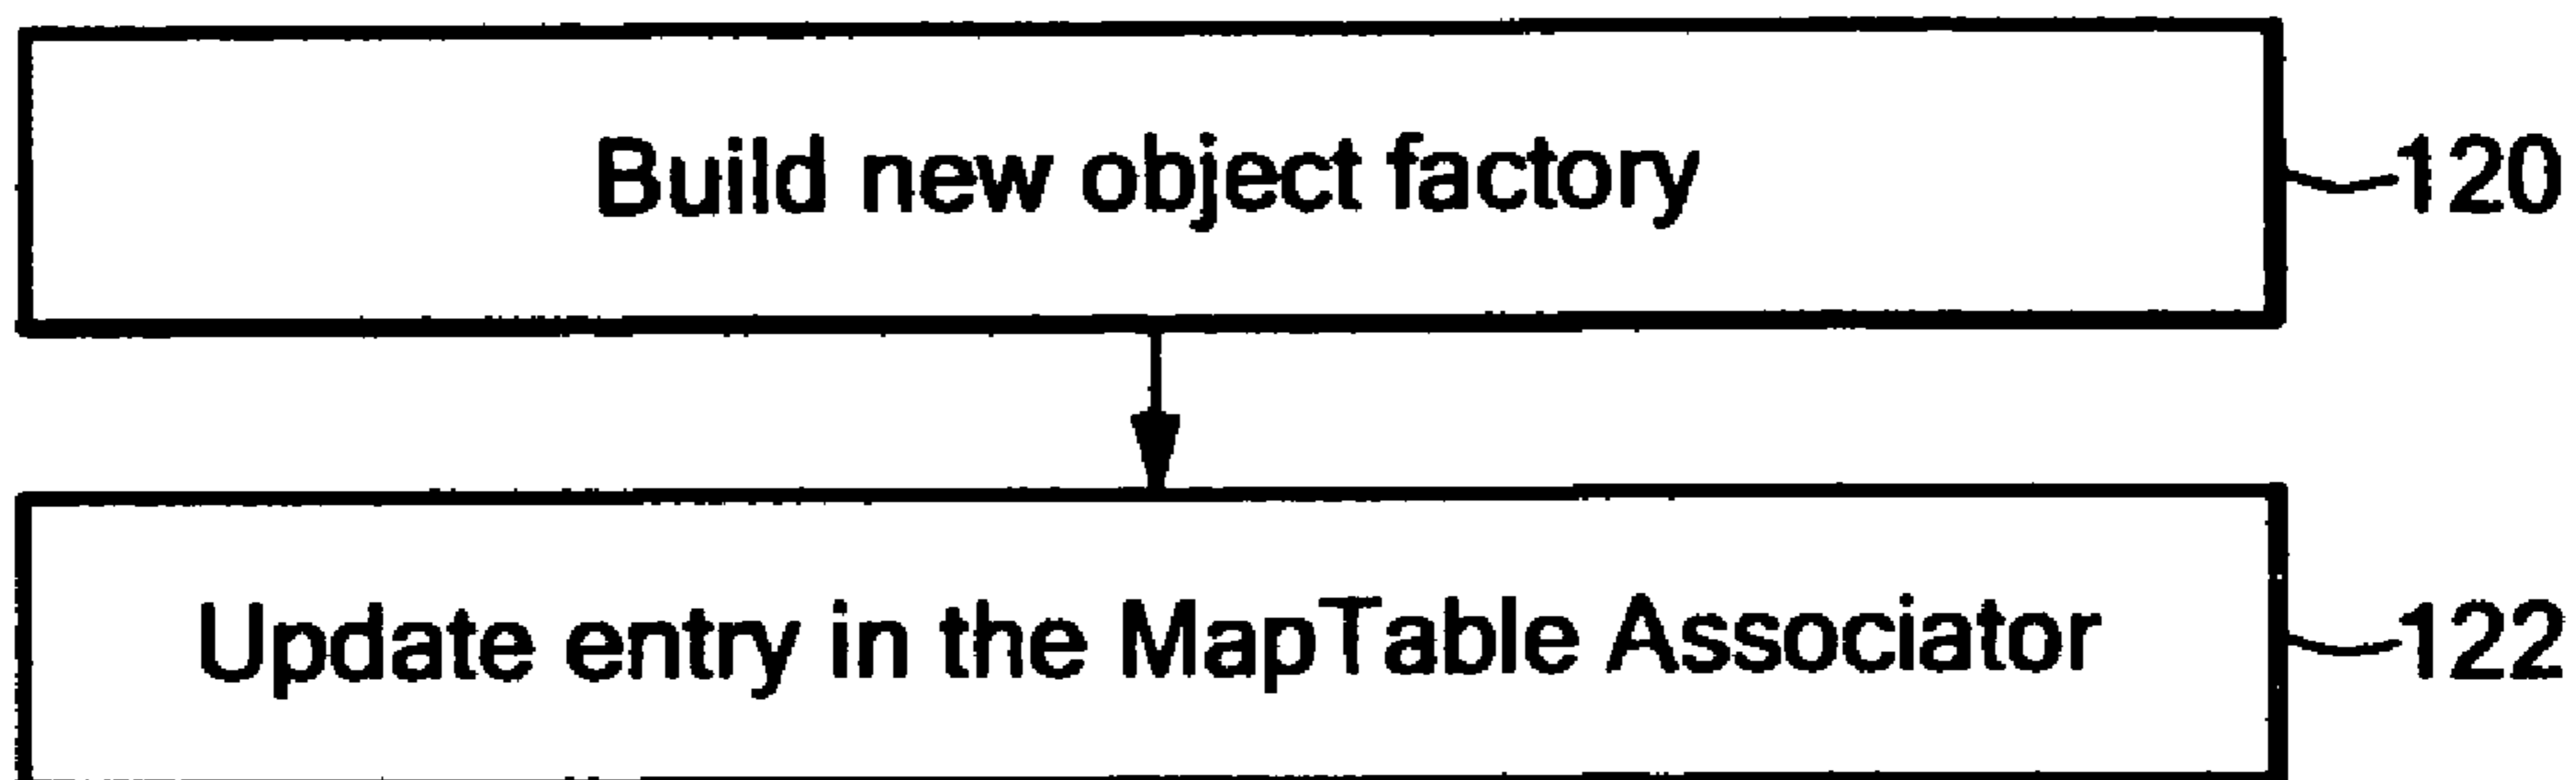 Build new object factory
120
Update entry in the MapTable Associator
122